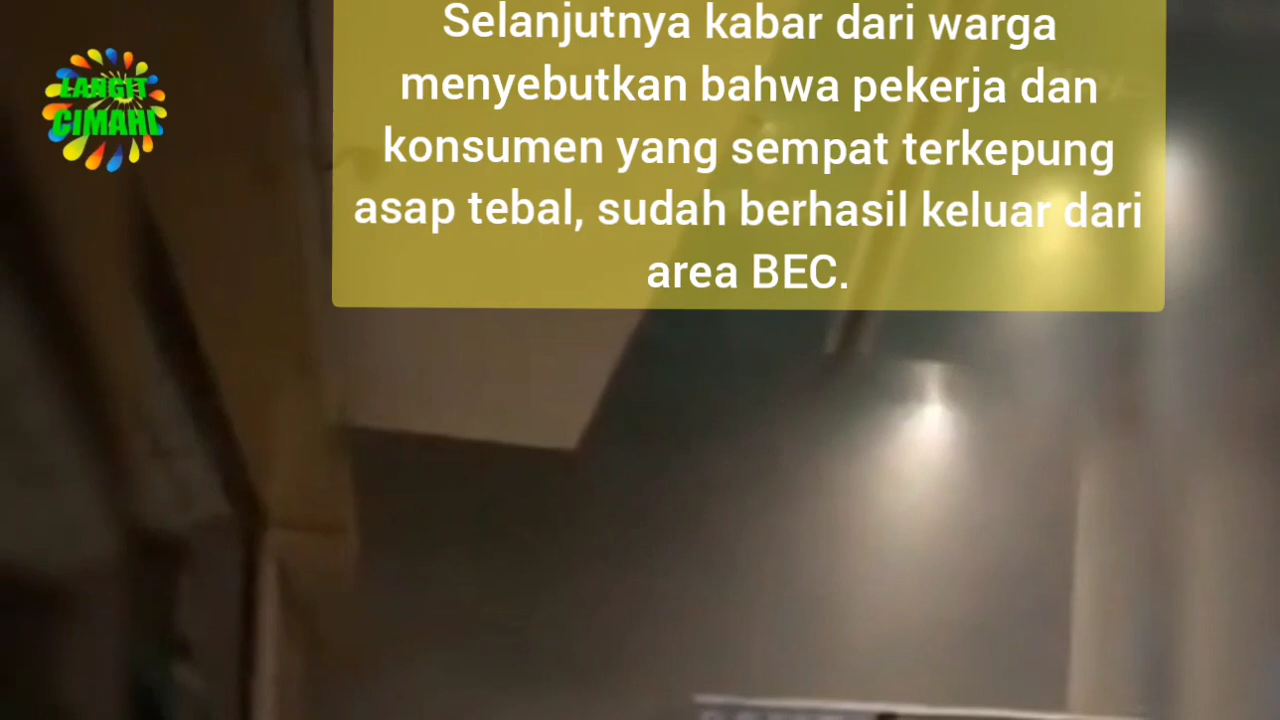 LANGIT
CIMAHI
Selanjutnya kabar dari warga
menyebutkan bahwa pekerja dan
konsumen yang sempat terkepung
asap tebal, sudah berhasil keluar dari
area BEC.